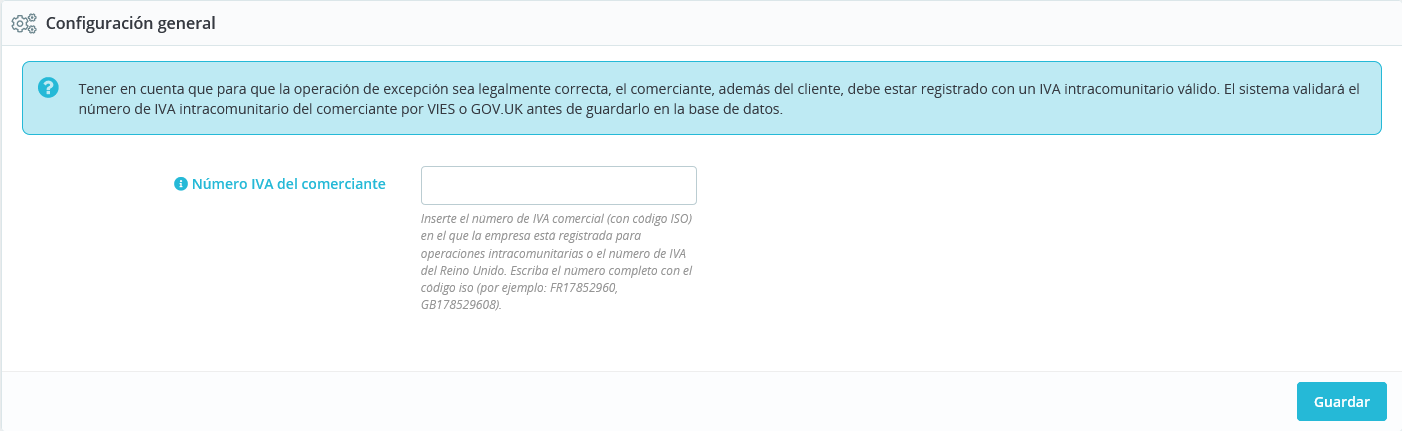 Configuración general
Tener en cuenta que para que la operación de excepción sea legalmente correcta, el comerciante, además del cliente, debe estar registrado con un IVA intracomunitario válido. El sistema validará el
número de IVA intracomunitario del comerciante por VIES o GOV.UK antes de guardarlo en la base de datos.
Número IVA del comerciante
Inserte el número de IVA comercial (con código ISO)
en el que la empresa está registrada para
operaciones intracomunitarias o el número de IVA
del Reino Unido. Escriba el número completo con el
código iso (por ejemplo: FR17852960,
GB178529608).
Guardar